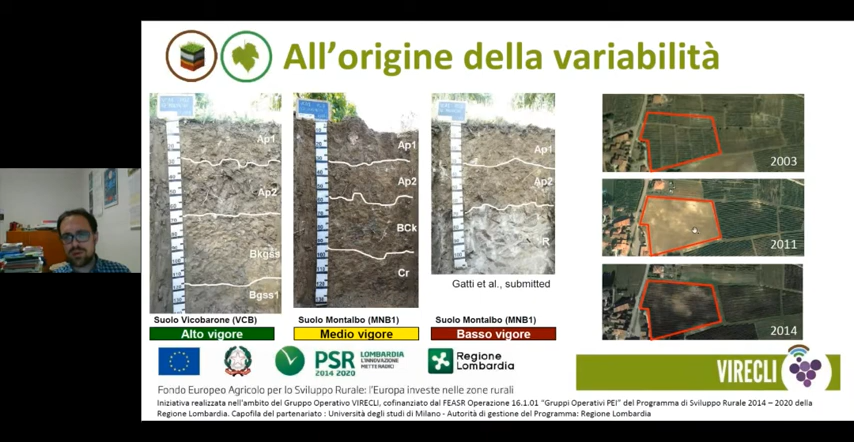 All'origine della variabilità
Ap1
Ap2
Bkgss
Bgss1
Ap1
Ap2
BCk
Cr
Ap1
Ap2
R
2003
2011
2014
Gatti et al., submitted
Suolo Vicobarone (VCB)
Alto vigore
Suolo Montalbo (MNB1)
Medio vigore
Suolo Montalbo (MNB1)
Basso vigore
PSR
2014 2020
LOMBARDIA
L'INNOVAZIONE
METTE RADICI
Regione
Lombardia
VIRECLI
Fondo Europeo Agricolo per lo Sviluppo Rurale: l'Europa investe nelle zone rurali
Iniziativa realizzata nell'ambito del Gruppo Operativo VIRECLI, cofinanziato dal FEASR Operazione 16.1.01 "Gruppi Operativi PEI" del Programma di Sviluppo Rurale 2014 – 2020 della
Regione Lombardia. Capofila del partenariato : Università degli studi di Milano - Autorità di gestione del Programma: Regione Lombardia